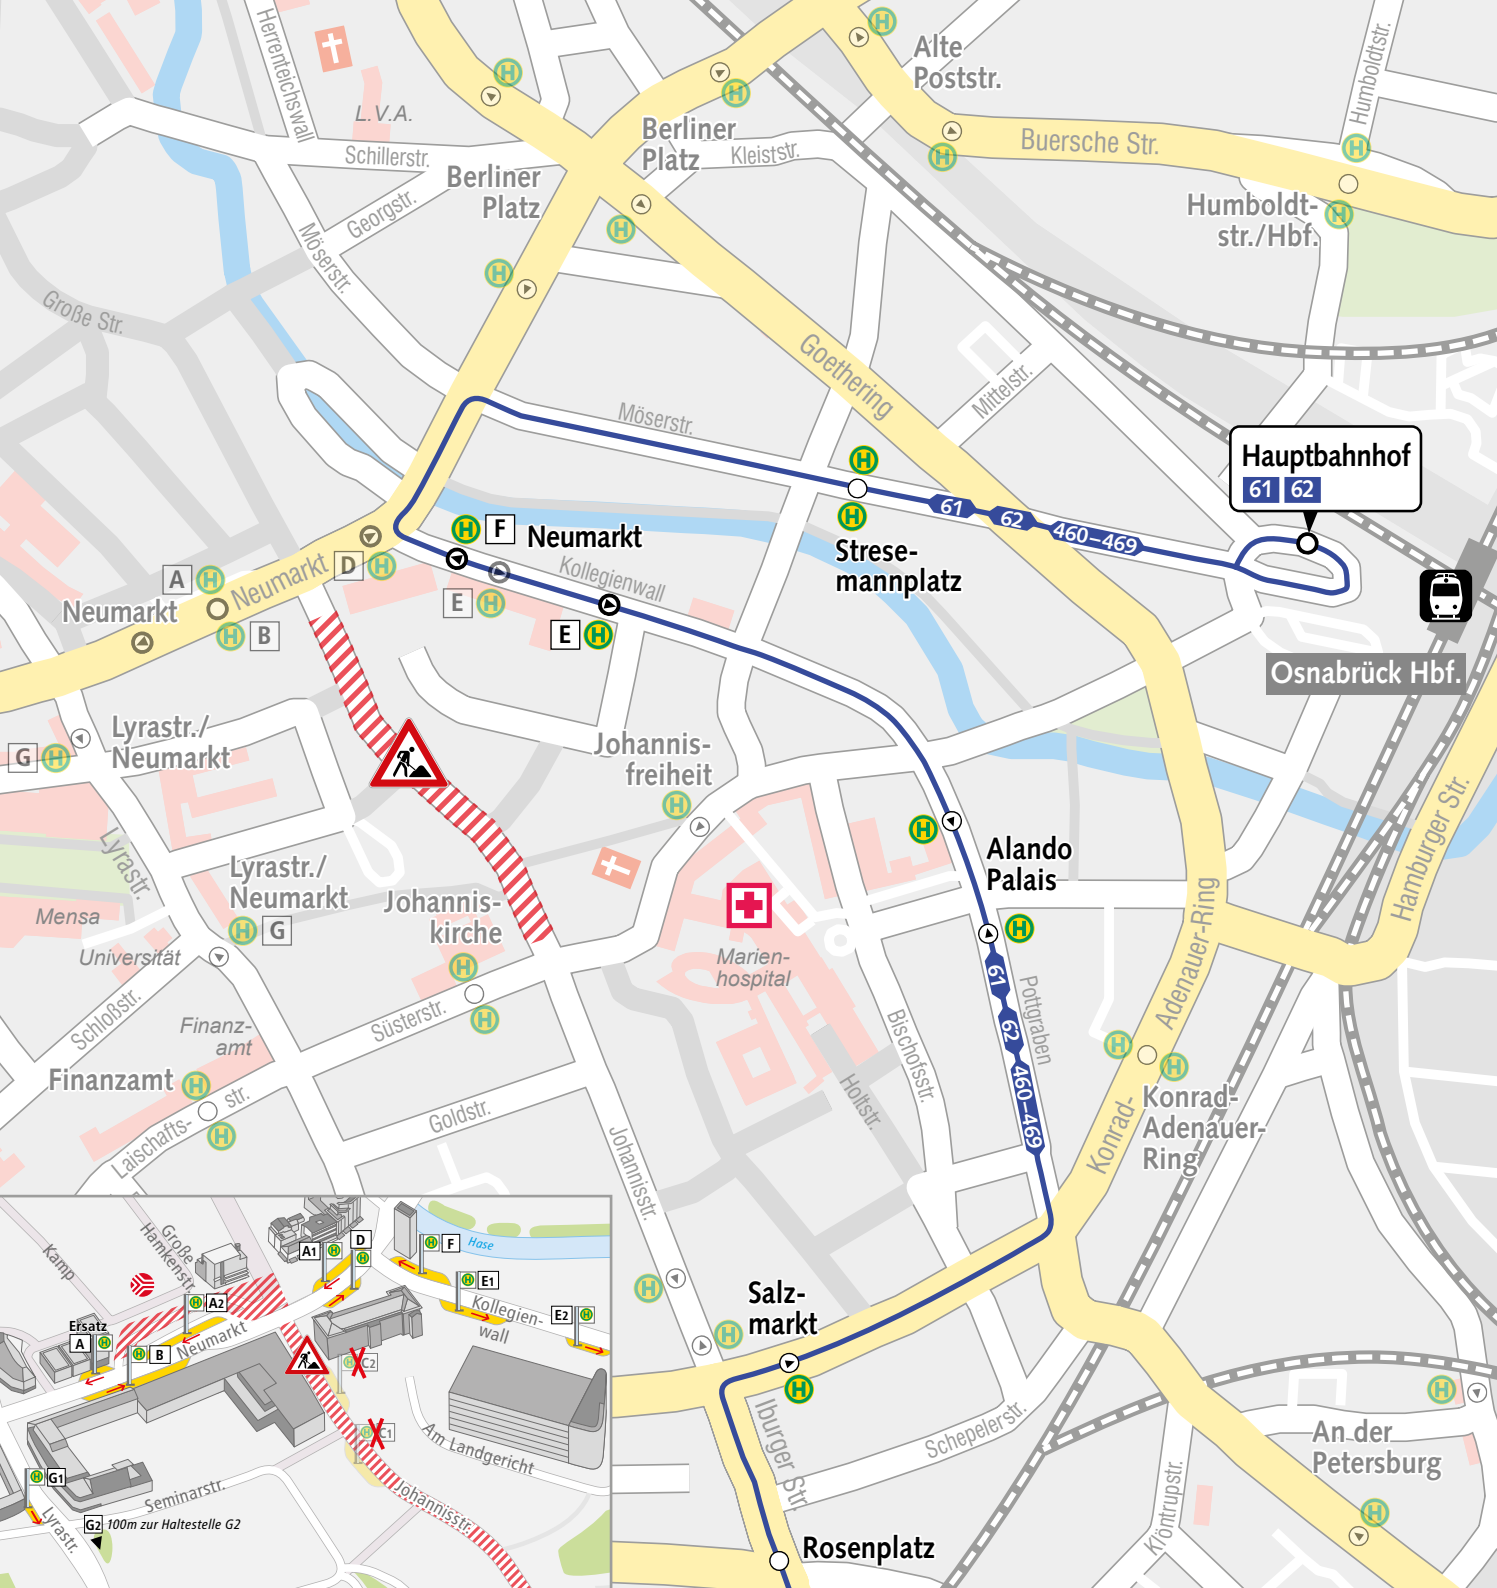 Herrenteichswall
L.V.A.
Schillerstr.
Georgstr.
Möserstr.
Große Str.
Berliner
Platz
Berliner
Platz
Kleiststr.
Alte
Poststr.
Buersche Str.
Humboldtstr.
Humboldt-
str./Hbf.
H
H
H
H
H
H
H
H
H
Goethering
Mittelstr.
Möserstr.
Hauptbahnhof
61 62
61
62
460–469
H
H
Strese-
mannplatz
Osnabrück Hbf.
H F
Neumarkt
Kollegienwall
A H
Neumarkt
D H
Neumarkt
H B
E H
E H
Lyrastr./
Neumarkt
G H
Johannis-
freiheit
H
H
Alando
Palais
H
Lyrastr.
Lyrastr./
Neumarkt
H G
Mensa
Universität
Johannis-
kirche
H
H
Schloßstr.
Süsterstr.
Finanz-
amt
Finanzamt H
H
Laischafts-
str.
Goldstr.
Johannisstr.
Marien-
hospital
Holtstr.
Bischofsstr.
Pottgraben
61
62
460–469
Adenauer-Ring
Konrad-
H
H
Konrad-
Adenauer-
Ring
Hamburger Str.
H
H
Salz-
markt
H
Iburger Str.
Schepelerstr.
Rosenplatz
Klöntrupstr.
An der
Petersburg
H
H
Kamp
Große
Hamkenstr.
A1 H
D
H
H F
Hase
H E1
E2 H
Kollegien-
wall
H A2
Ersatz
A H
H B
Neumarkt
H C2
H C1
Am Landgericht
H G1
Lyrastr.
Seminarstr.
G2 100m zur Haltestelle G2
Johannisstr.